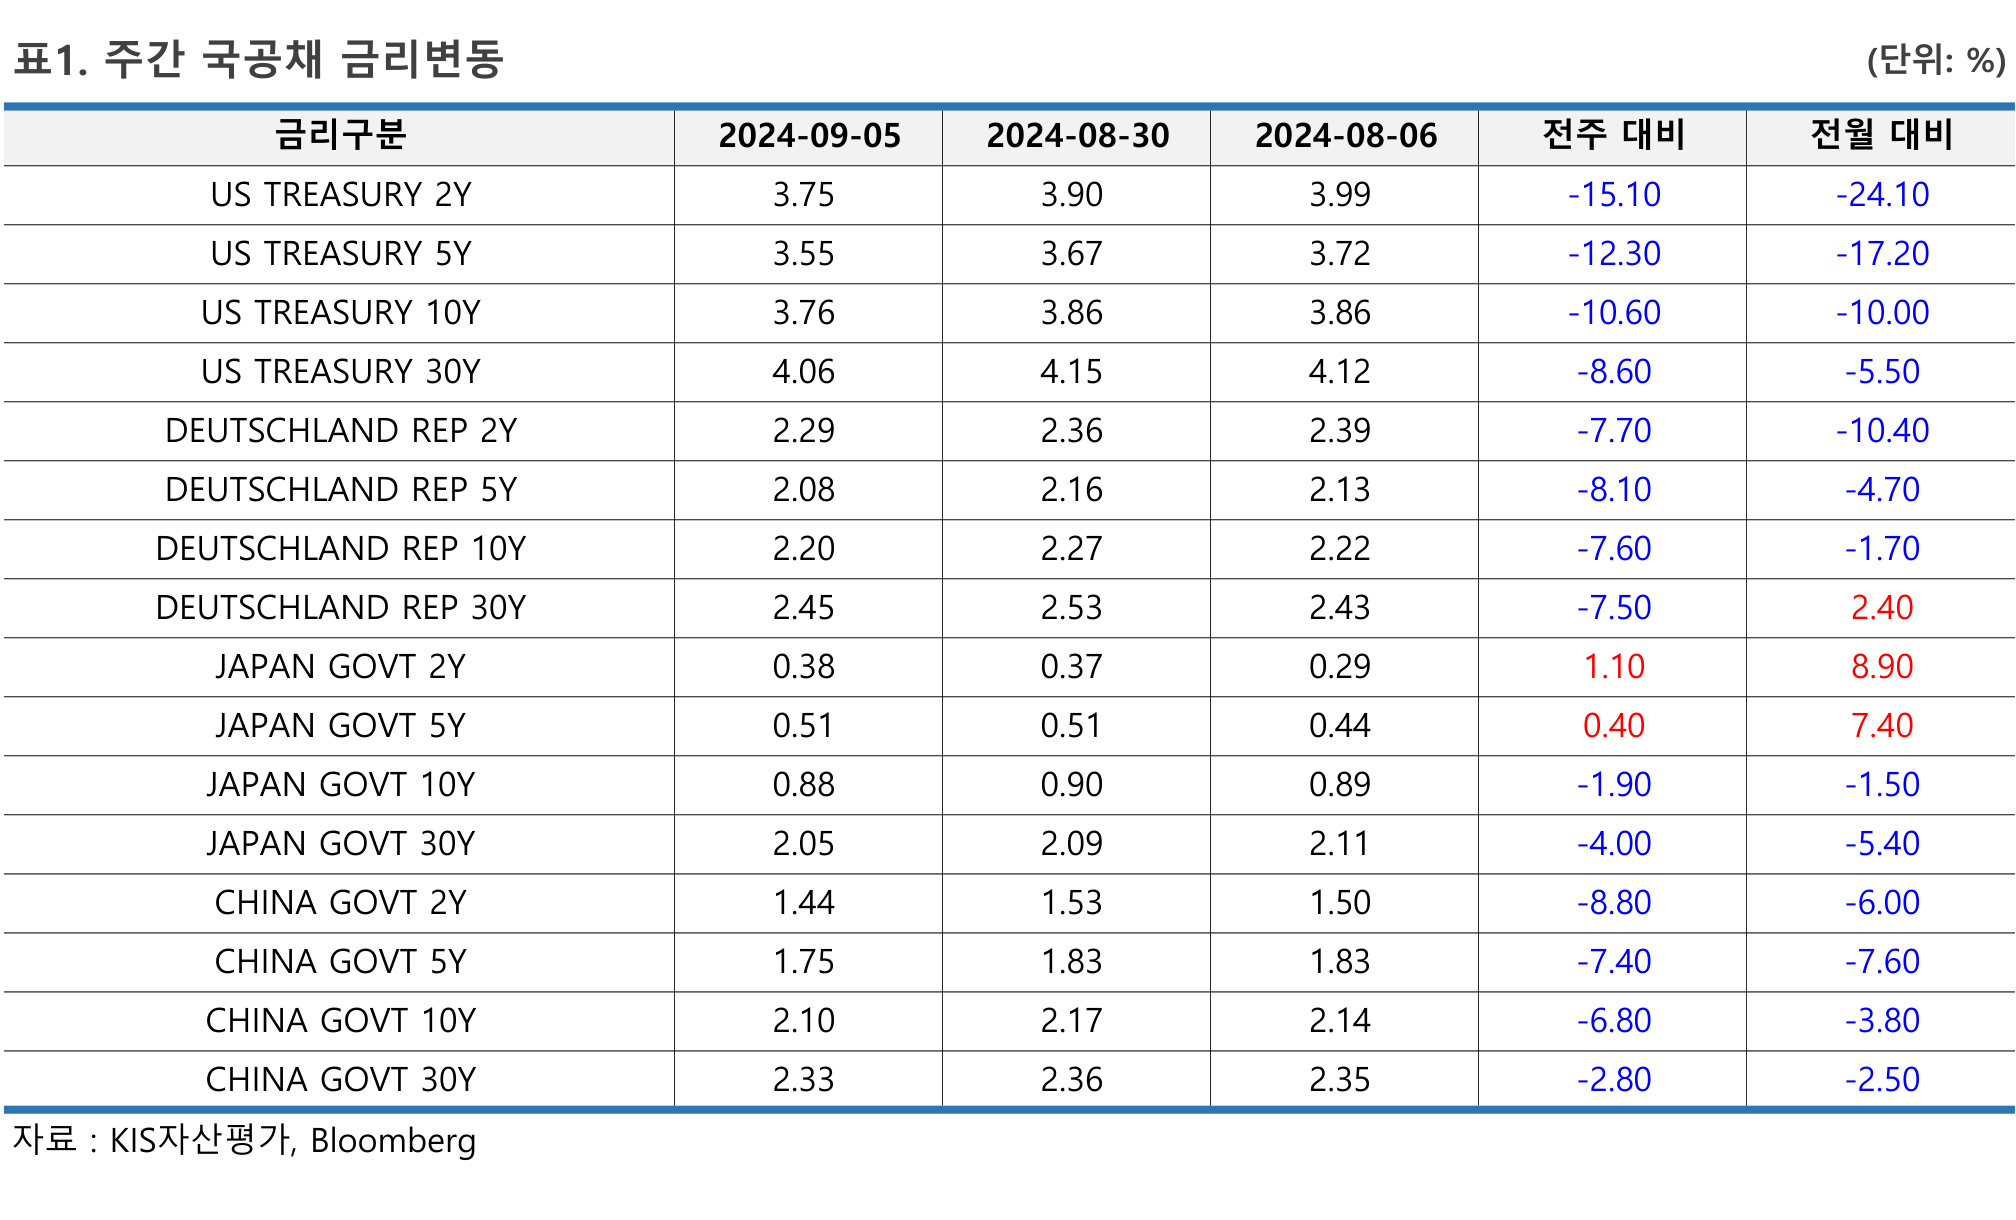 표1. 주간 국공채 금리변동 (단위: %)
금리구분 2024-09-05 2024-08-30 2024-08-06 전주 대비 전월 대비
US TREASURY 2Y 3.75 3.90 3.99 -15.10 -24.10
US TREASURY 5Y 3.55 3.67 3.72 -12.30 -17.20
US TREASURY 10Y 3.76 3.86 3.86 -10.60 -10.00
US TREASURY 30Y 4.06 4.15 4.12 -8.60 -5.50
DEUTSCHLAND REP 2Y 2.29 2.36 2.39 -7.70 -10.40
DEUTSCHLAND REP 5Y 2.08 2.16 2.13 -8.10 -4.70
DEUTSCHLAND REP 10Y 2.20 2.27 2.22 -7.60 -1.70
DEUTSCHLAND REP 30Y 2.45 2.53 2.43 -7.50 2.40
JAPAN GOVT 2Y 0.38 0.37 0.29 1.10 8.90
JAPAN GOVT 5Y 0.51 0.51 0.44 0.40 7.40
JAPAN GOVT 10Y 0.88 0.90 0.89 -1.90 -1.50
JAPAN GOVT 30Y 2.05 2.09 2.11 -4.00 -5.40
CHINA GOVT 2Y 1.44 1.53 1.50 -8.80 -6.00
CHINA GOVT 5Y 1.75 1.83 1.83 -7.40 -7.60
CHINA GOVT 10Y 2.10 2.17 2.14 -6.80 -3.80
CHINA GOVT 30Y 2.33 2.36 2.35 -2.80 -2.50
자료 : KIS자산평가, Bloomberg